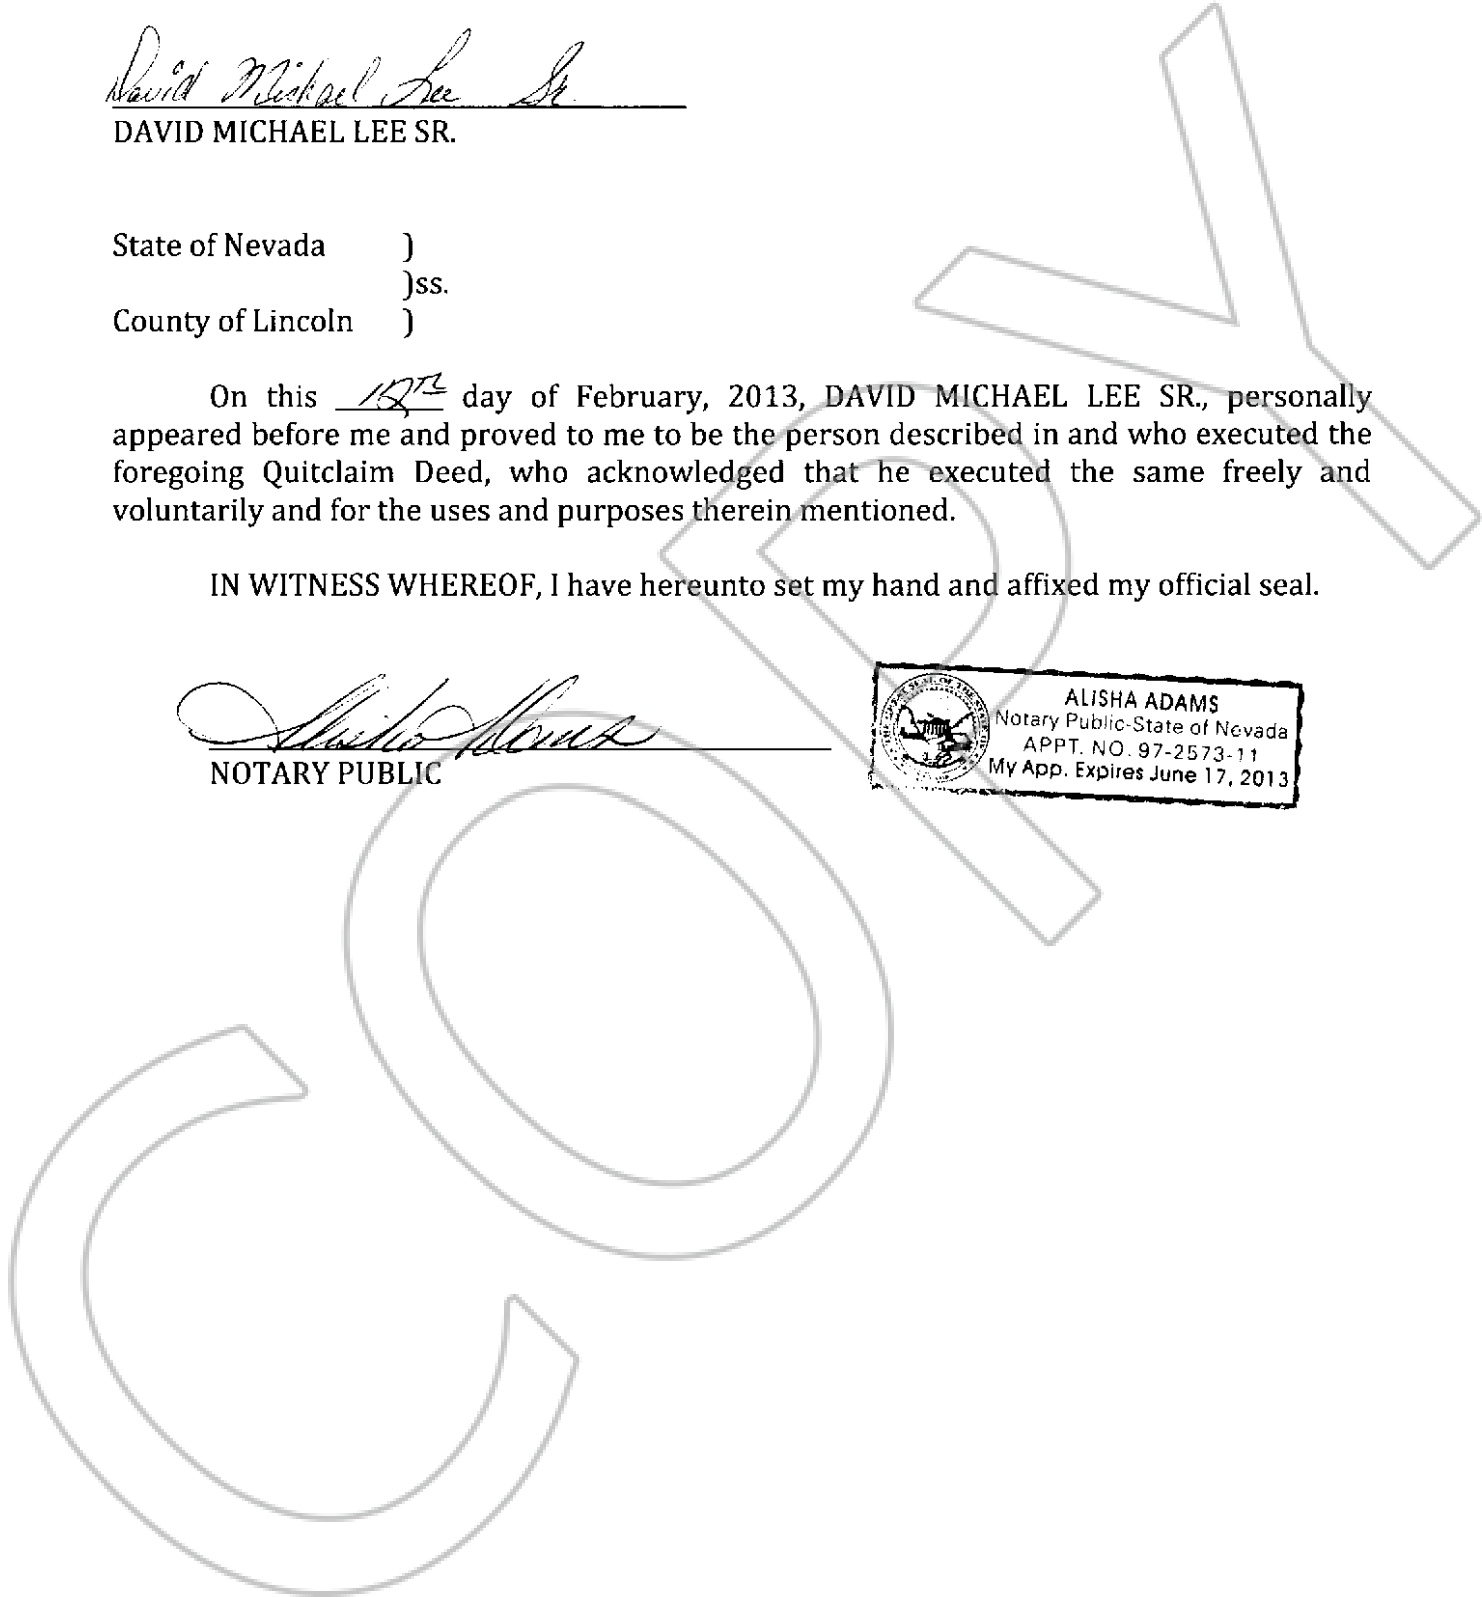 David Michael Lee Sr.
DAVID MICHAEL LEE SR.
State of Nevada )
)ss.
County of Lincoln )
On this 12TH day of February, 2013, DAVID MICHAEL LEE SR., personally
appeared before me and proved to me to be the person described in and who executed the
foregoing Quitclaim Deed, who acknowledged that he executed the same freely and
voluntarily and for the uses and purposes therein mentioned.
IN WITNESS WHEREOF, I have hereunto set my hand and affixed my official seal.
Alisha Adams
NOTARY PUBLIC
ALISHA ADAMS
Notary Public-State of Nevada
APPT. NO. 97-2573-11
My App. Expires June 17, 2013
COPY